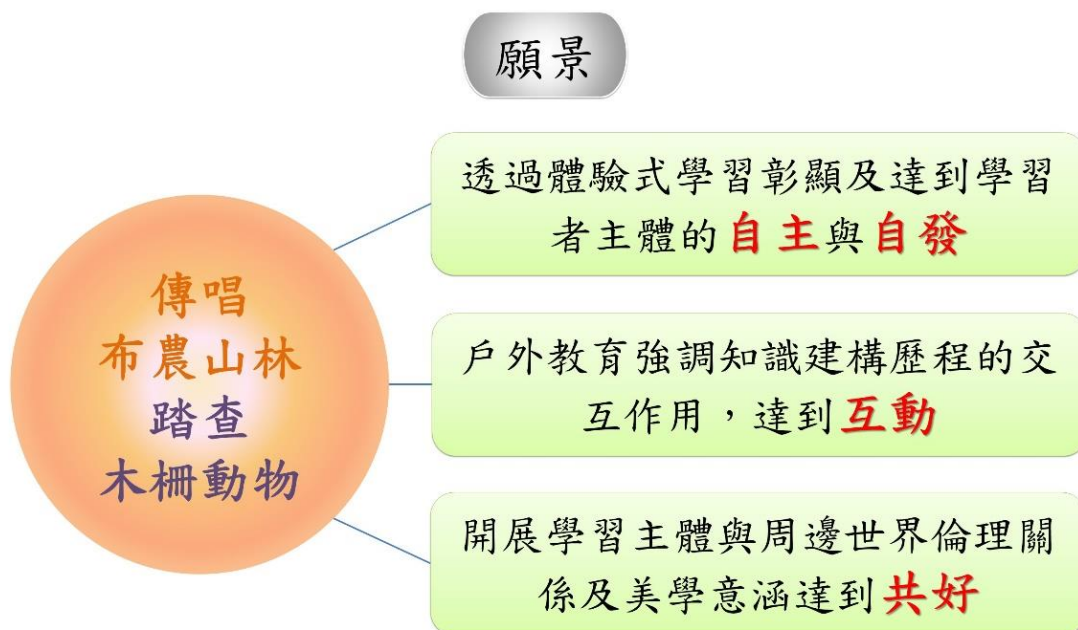 願景
傳唱
布農山林
踏查
木柵動物
透過體驗式學習彰顯及達到學習
者主體的自主與自發
戶外教育強調知識建構歷程的交
互作用，達到互動
開展學習主體與周邊世界倫理關
係及美學意涵達到共好